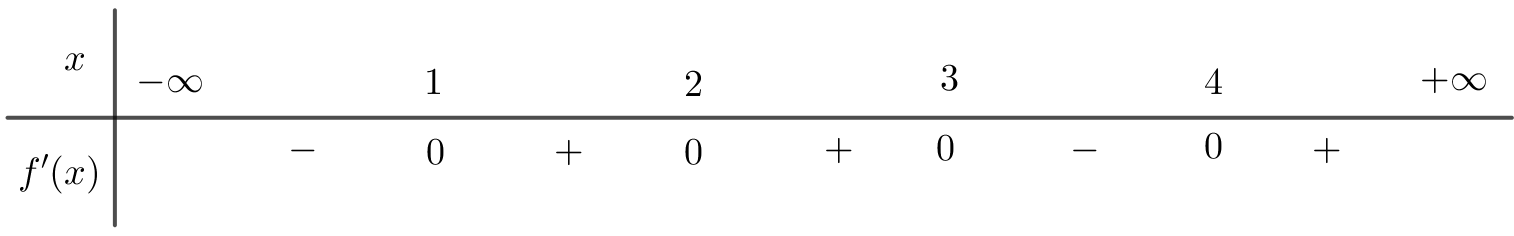 x −∞ 1 2 3 4 +∞
f′(x) − 0 + 0 + 0 − 0 +